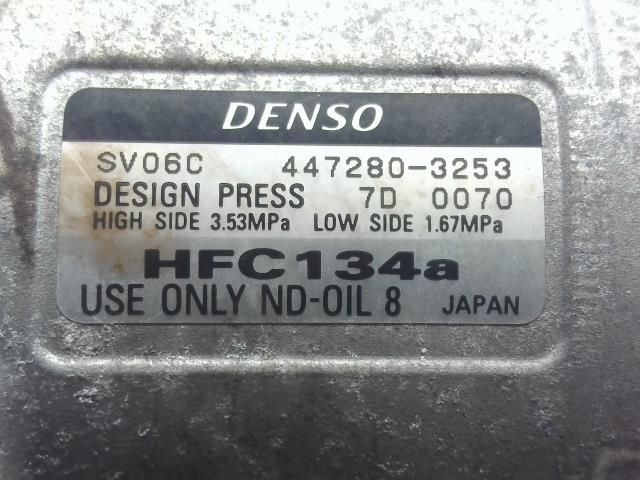 DENSO
SV06C 447280-3253
DESIGN PRESS 7D 0070
HIGH SIDE 3.53MPa LOW SIDE 1.67MPa
HFC134a
USE ONLY ND-OIL 8 JAPAN